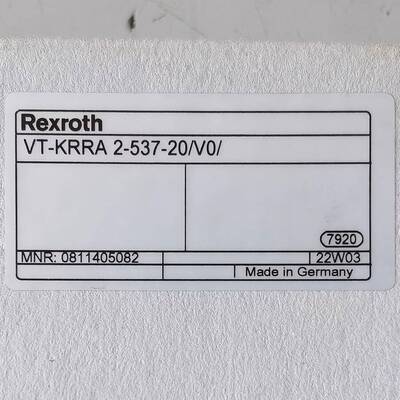 Rexroth
VT-KRRA 2-537-20/V0/
7920
MNR: 0811405082 22W03
Made in Germany